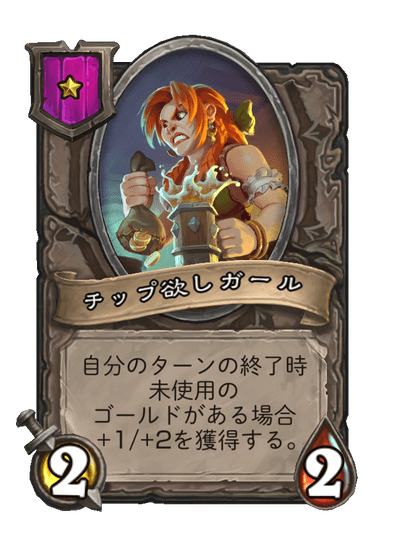 チップ欲しガール
自分のターンの終了時
未使用の
ゴールドがある場合
+1/+2を獲得する。
2
2